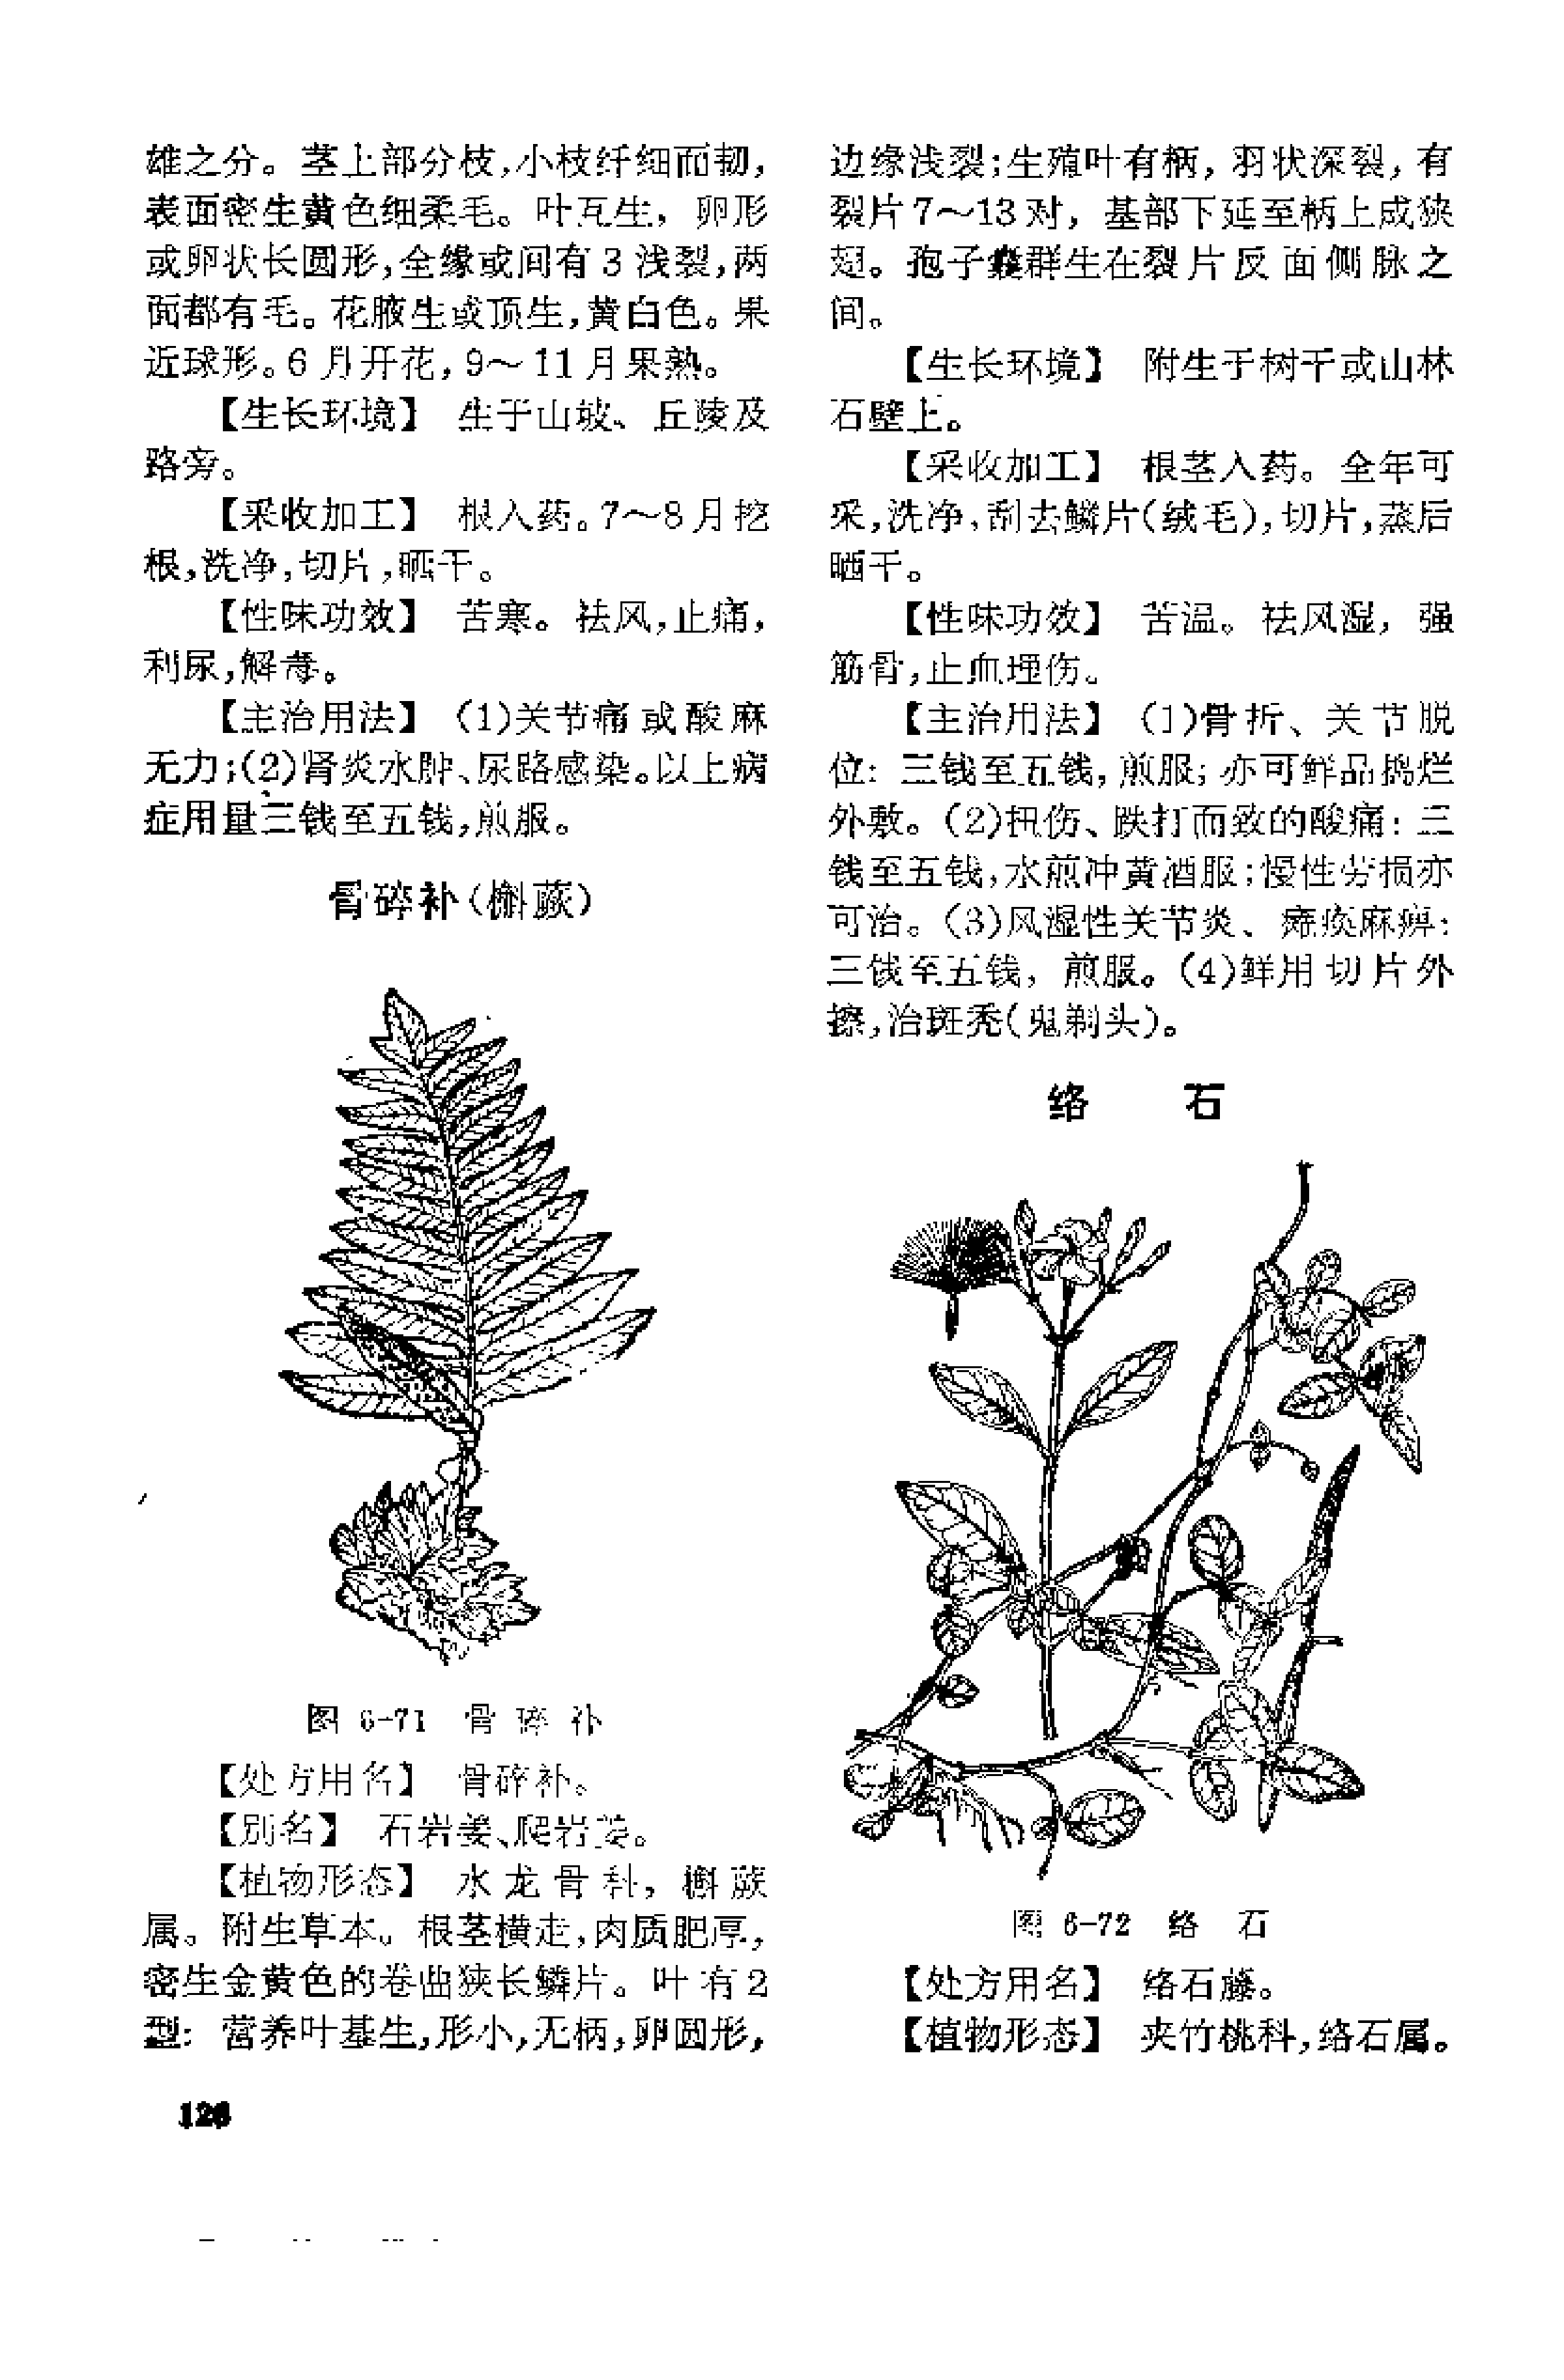 雄之分。茎上部分枝,小枝纤细而韧,
表面密生黄色细柔毛。叶互生，卵形
或卵状长圆形,全缘或间有3浅裂,两
面都有毛。花腋生或顶生,黄白色。果
近球形。6月开花，9～11月果熟。
【生长环境】 生于山坡、丘陵及
路旁。
【采收加工】 根入药。7～8月挖
根,洗净,切片,晒干。
【性味功效】 苦寒。祛风,止痛,
利尿,解毒。
【主治用法】 (1)关节痛或酸麻
无力;(2)肾炎水肿、尿路感染。以上病
症用量三钱至五钱,煎服。
骨碎补(槲蕨)
图 6-71 骨碎补
【处方用名】 骨碎补。
【别名】 石岩姜、爬岩姜。
【植物形态】 水龙骨科，槲蕨
属。附生草本。根茎横走,肉质肥厚,
密生金黄色的卷曲狭长鳞片。叶有2
型：营养叶基生,形小,无柄,卵圆形,
126
边缘浅裂;生殖叶有柄，羽状深裂，有
裂片7～13对，基部下延至柄上成狭
翅。孢子囊群生在裂片反面侧脉之
间。
【生长环境】 附生于树干或山林
石壁上。
【采收加工】 根茎入药。全年可
采,洗净,刮去鳞片(绒毛),切片,蒸后
晒干。
【性味功效】 苦温。祛风湿，强
筋骨,止血理伤。
【主治用法】 (1)骨折、关节脱
位：三钱至五钱，煎服；亦可鲜品捣烂
外敷。(2)扭伤、跌打而致的酸痛：三
钱至五钱,水煎冲黄酒服;慢性劳损亦
可治。(3)风湿性关节炎、瘫痪麻痹：
三钱至五钱，煎服。(4)鲜用切片外
擦,治斑秃(鬼剃头)。
络石
图 6-72 络石
【处方用名】 络石藤。
【植物形态】 夹竹桃科,络石属。